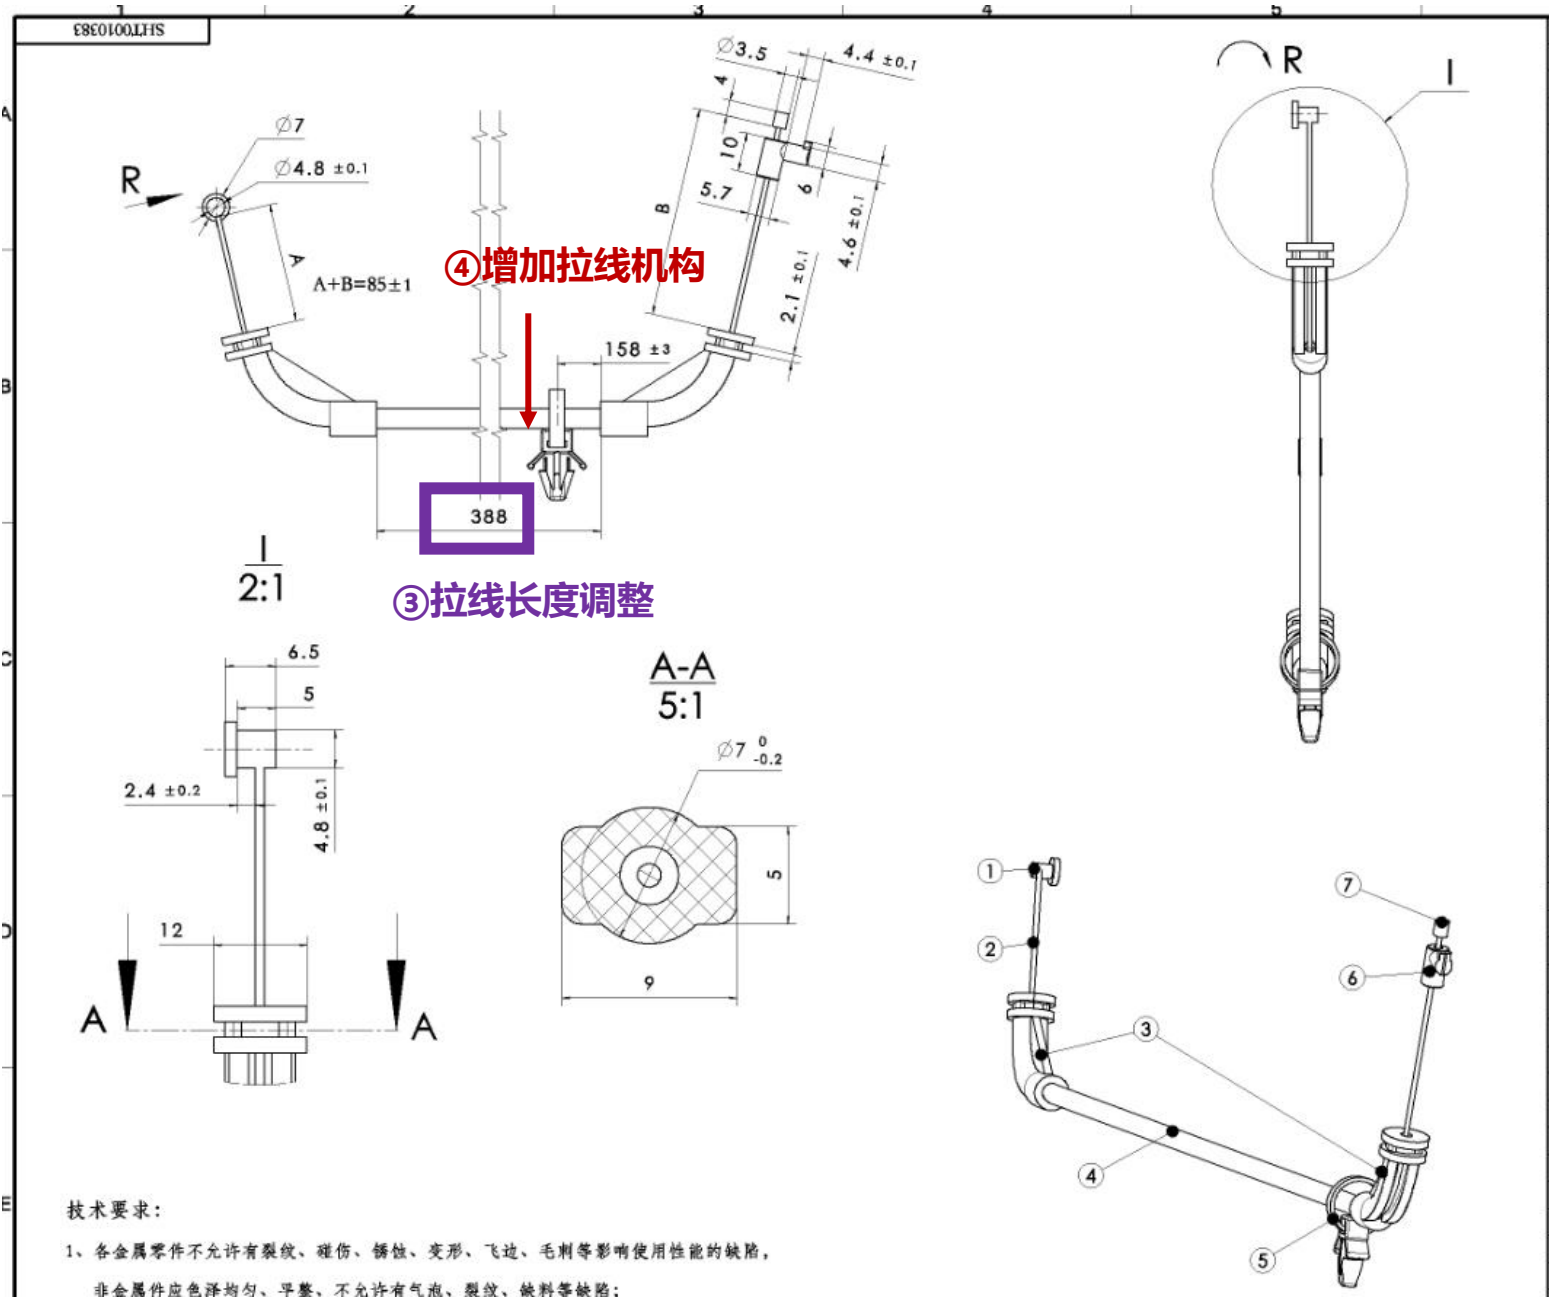 1 2 3 4 5
SHT0010383
A
B
C
D
E
R
Ø7
Ø4.8 ±0.1
A
A+B=85±1
④增加拉线机构
Ø3.5
4.4 ±0.1
4
10
B
5.7
6
4.6 ±0.1
2.1 ±0.1
158 ±3
388
③拉线长度调整
R
I
I
2:1
6.5
5
2.4 ±0.2
4.8 ±0.1
12
A A
A-A
5:1
Ø7 0 -0.2
5
9
①
②
③
④
⑤
⑥
⑦
技术要求：
1、各金属零件不允许有裂纹、碰伤、锈蚀、变形、飞边、毛刺等影响使用性能的缺陷，
非金属件应色泽均匀、平整、不允许有气泡、裂纹、缺料等缺陷；